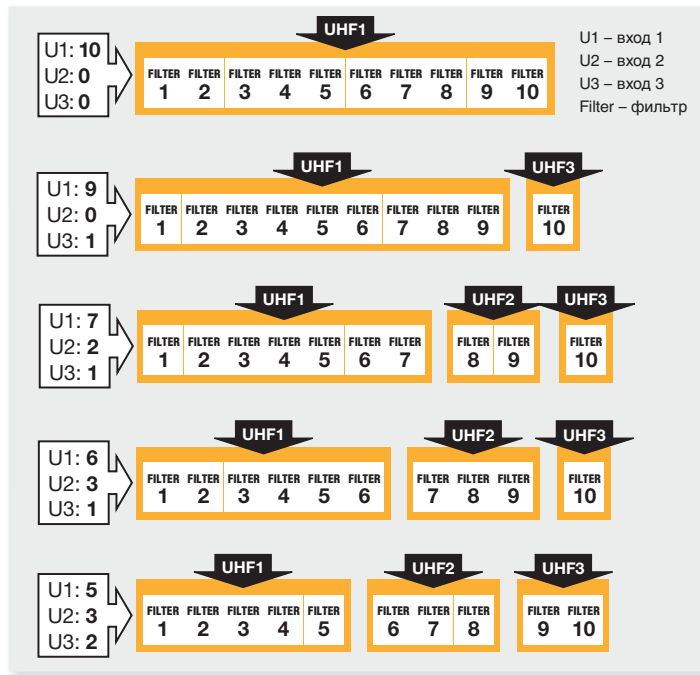 UHF1
U1: 10
U2: 0
U3: 0
FILTER FILTER FILTER FILTER FILTER FILTER FILTER FILTER FILTER FILTER
1 2 3 4 5 6 7 8 9 10
U1 – вход 1
U2 – вход 2
U3 – вход 3
Filter – фильтр
UHF1 UHF3
U1: 9
U2: 0
U3: 1
FILTER FILTER FILTER FILTER FILTER FILTER FILTER FILTER FILTER FILTER
1 2 3 4 5 6 7 8 9 10
UHF1 UHF2 UHF3
U1: 7
U2: 2
U3: 1
FILTER FILTER FILTER FILTER FILTER FILTER FILTER FILTER FILTER FILTER
1 2 3 4 5 6 7 8 9 10
UHF1 UHF2 UHF3
U1: 6
U2: 3
U3: 1
FILTER FILTER FILTER FILTER FILTER FILTER FILTER FILTER FILTER FILTER
1 2 3 4 5 6 7 8 9 10
UHF1 UHF2 UHF3
U1: 5
U2: 3
U3: 2
FILTER FILTER FILTER FILTER FILTER FILTER FILTER FILTER FILTER FILTER
1 2 3 4 5 6 7 8 9 10